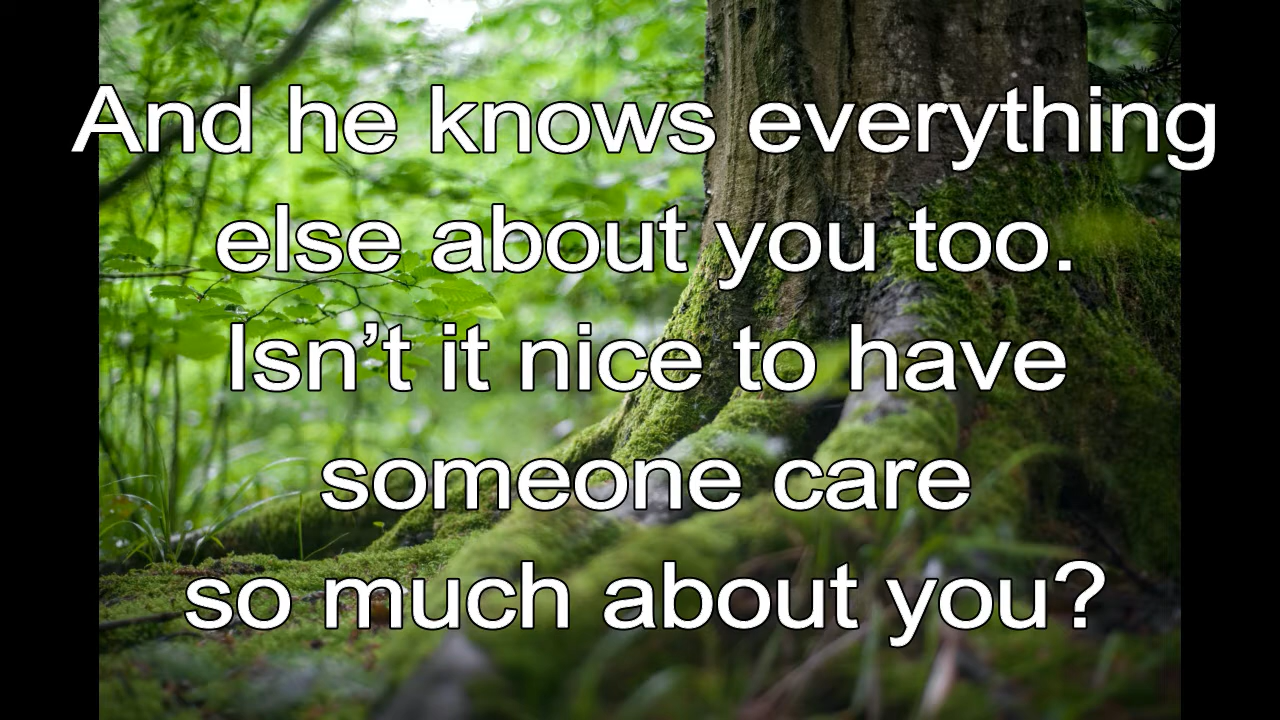 And he knows everything
else about you too.
Isn’t it nice to have
someone care
so much about you?